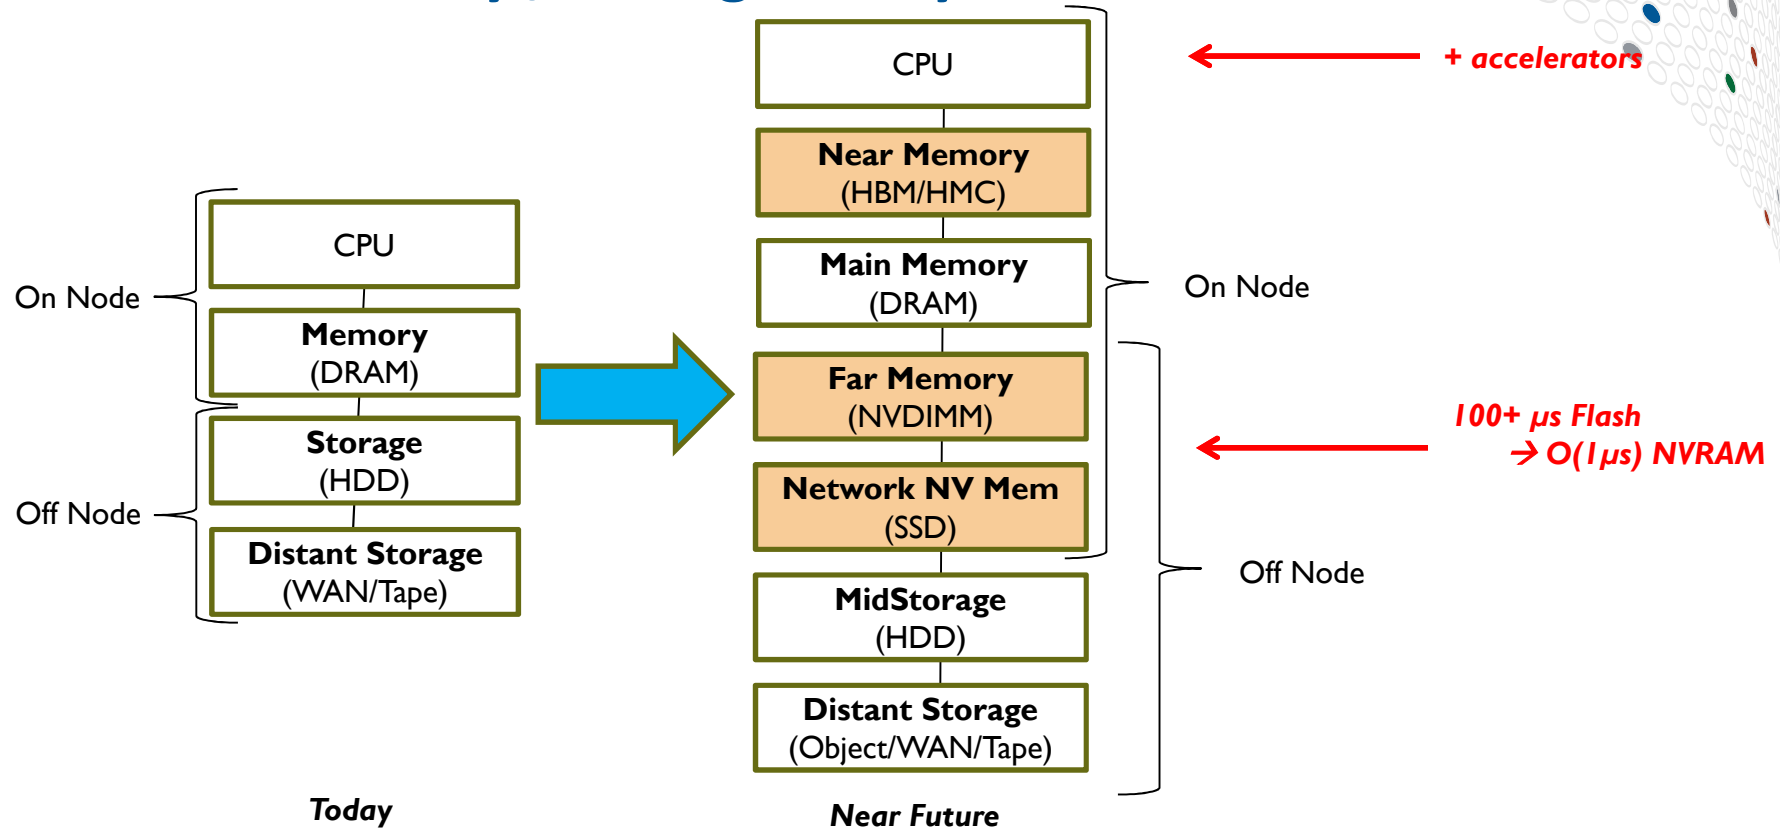 CPU
+ accelerators
Near Memory
(HBM/HMC)
CPU
Main Memory
(DRAM)
On Node
On Node
Memory
(DRAM)
Far Memory
(NVDIMM)
100+ µs Flash
→ O(1µs) NVRAM
Storage
(HDD)
Network NV Mem
(SSD)
Off Node
Distant Storage
(WAN/Tape)
Off Node
MidStorage
(HDD)
Distant Storage
(Object/WAN/Tape)
Today
Near Future